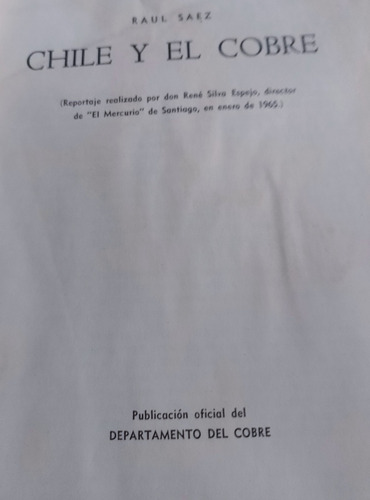 RAUL SAEZ
CHILE Y EL COBRE
(Reportaje realizado por don René Silva Espejo, director
de "El Mercurio" de Santiago, en enero de 1965.)
Publicación oficial del
DEPARTAMENTO DEL COBRE